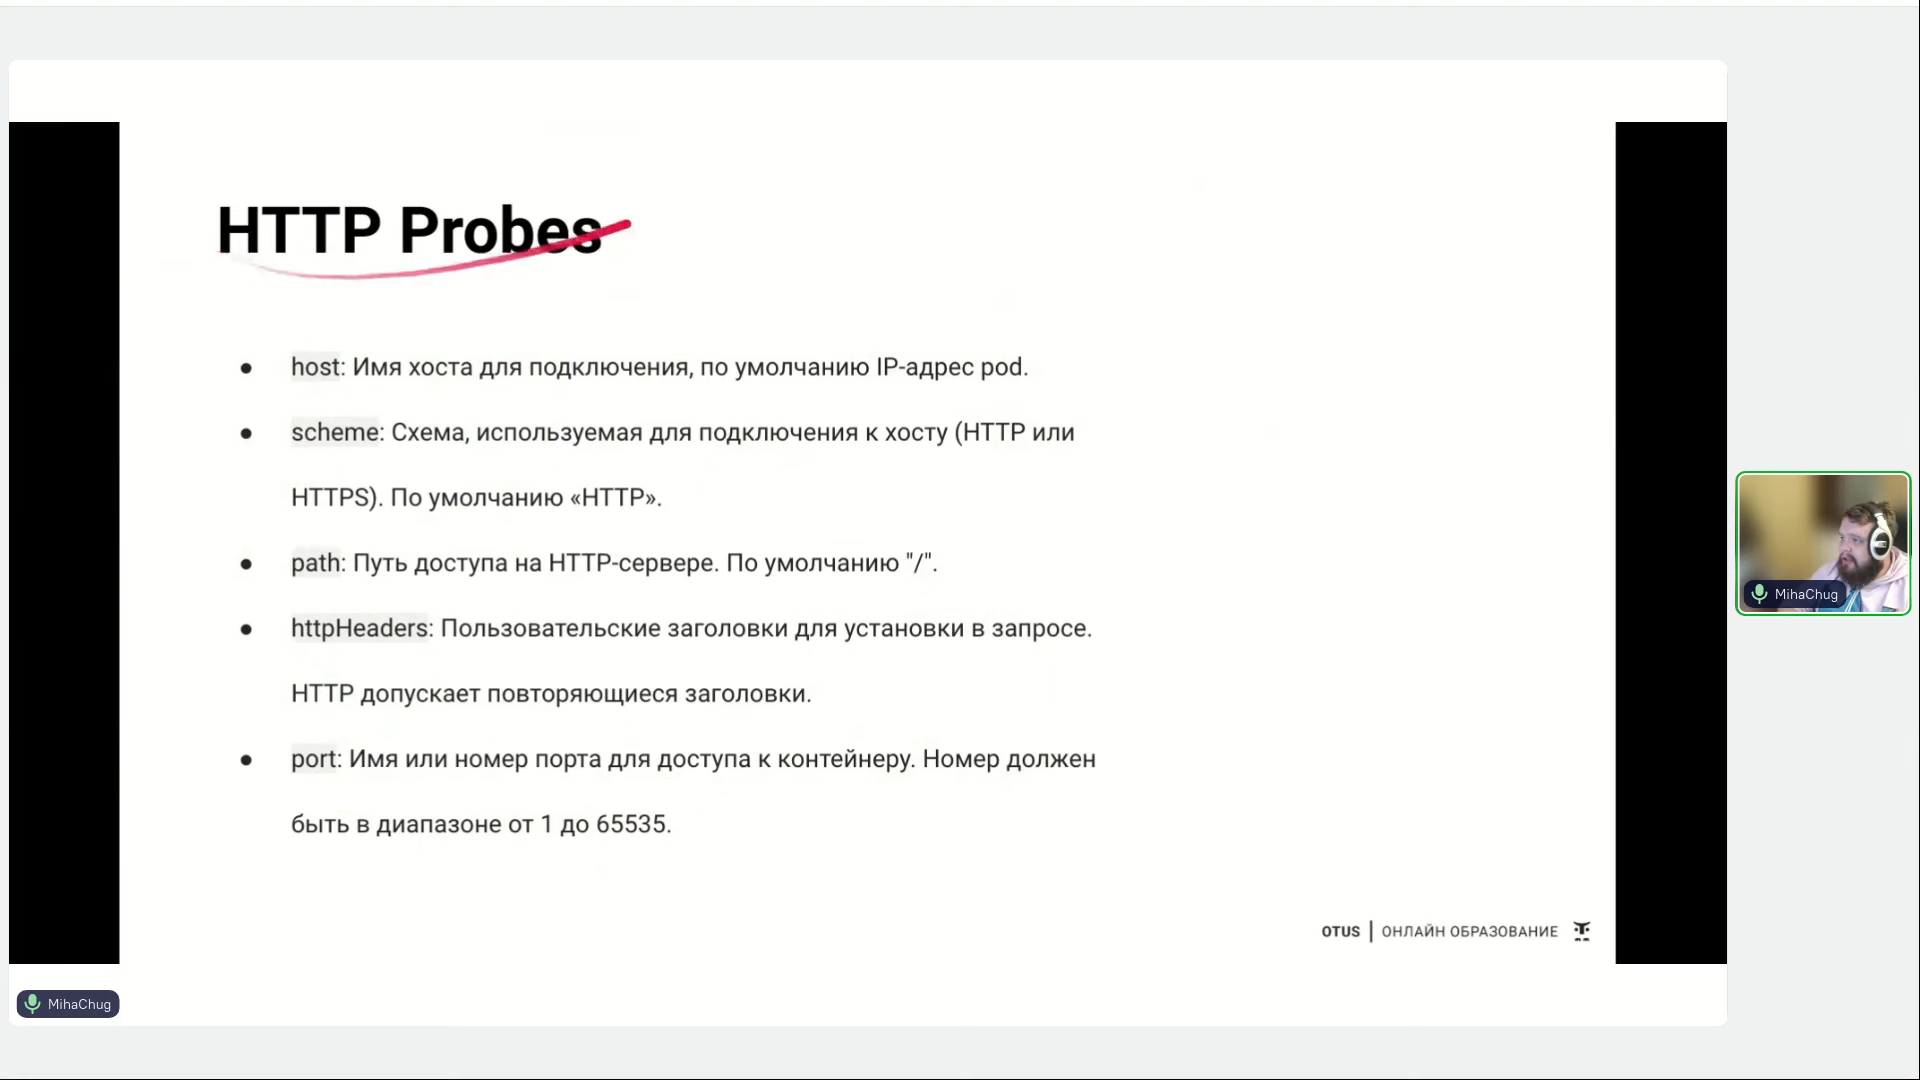 HTTP Probes
● host: Имя хоста для подключения, по умолчанию IP-адрес pod.
● scheme: Схема, используемая для подключения к хосту (HTTP или
HTTPS). По умолчанию «HTTP».
● path: Путь доступа на HTTP-сервере. По умолчанию "/".
● httpHeaders: Пользовательские заголовки для установки в запросе.
HTTP допускает повторяющиеся заголовки.
● port: Имя или номер порта для доступа к контейнеру. Номер должен
быть в диапазоне от 1 до 65535.
OTUS | ОНЛАЙН ОБРАЗОВАНИЕ
MihaChug
MihaChug